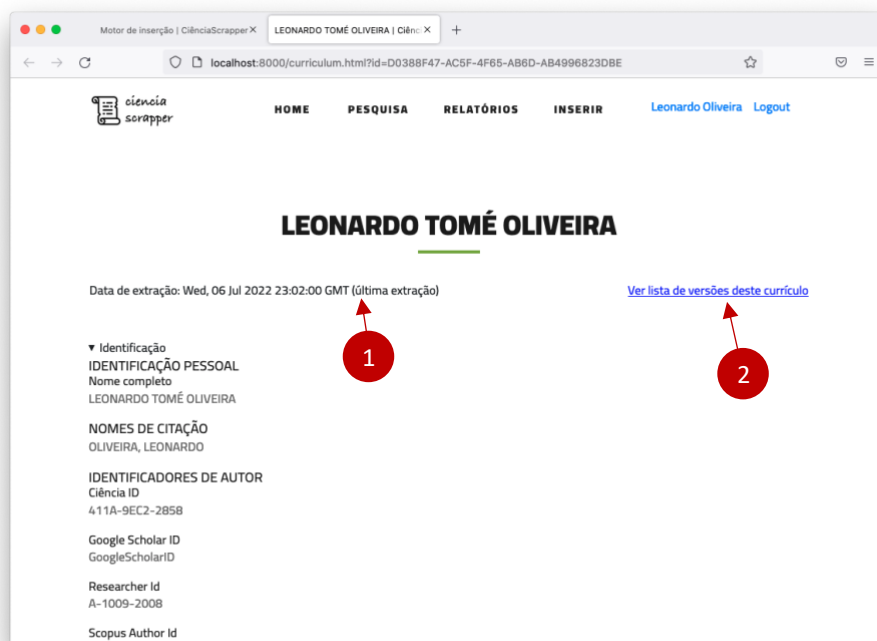 Motor de inserção | CiênciaScrapper
LEONARDO TOMÉ OLIVEIRA | Ciênc
localhost:8000/curriculum.html?id=D0388F47-AC5F-4F65-AB6D-AB4996823DBE
ciencia
scrapper
HOME PESQUISA RELATÓRIOS INSERIR Leonardo Oliveira Logout
LEONARDO TOMÉ OLIVEIRA
Data de extração: Wed, 06 Jul 2022 23:02:00 GMT (última extração)
Ver lista de versões deste currículo
1
2
▾ Identificação
IDENTIFICAÇÃO PESSOAL
Nome completo
LEONARDO TOMÉ OLIVEIRA
NOMES DE CITAÇÃO
OLIVEIRA, LEONARDO
IDENTIFICADORES DE AUTOR
Ciência ID
411A-9EC2-2858
Google Scholar ID
GoogleScholarID
Researcher Id
A-1009-2008
Scopus Author Id